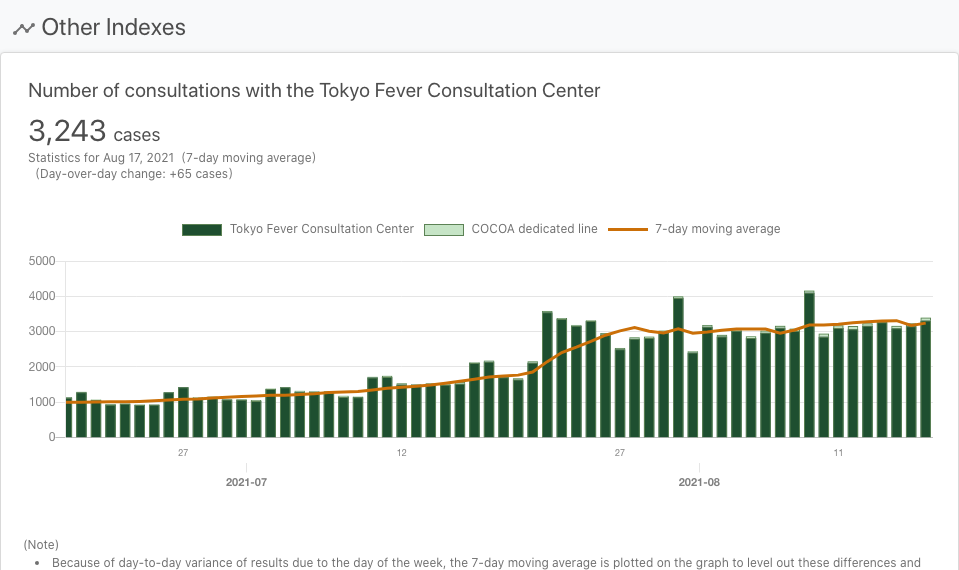 Other Indexes
Number of consultations with the Tokyo Fever Consultation Center
3,243 cases
Statistics for Aug 17, 2021 (7-day moving average)
(Day-over-day change: +65 cases)
Tokyo Fever Consultation Center COCOA dedicated line 7-day moving average
5000
4000
3000
2000
1000
0
27 12 27 11
2021-07 2021-08
(Note)
• Because of day-to-day variance of results due to the day of the week, the 7-day moving average is plotted on the graph to level out these differences and